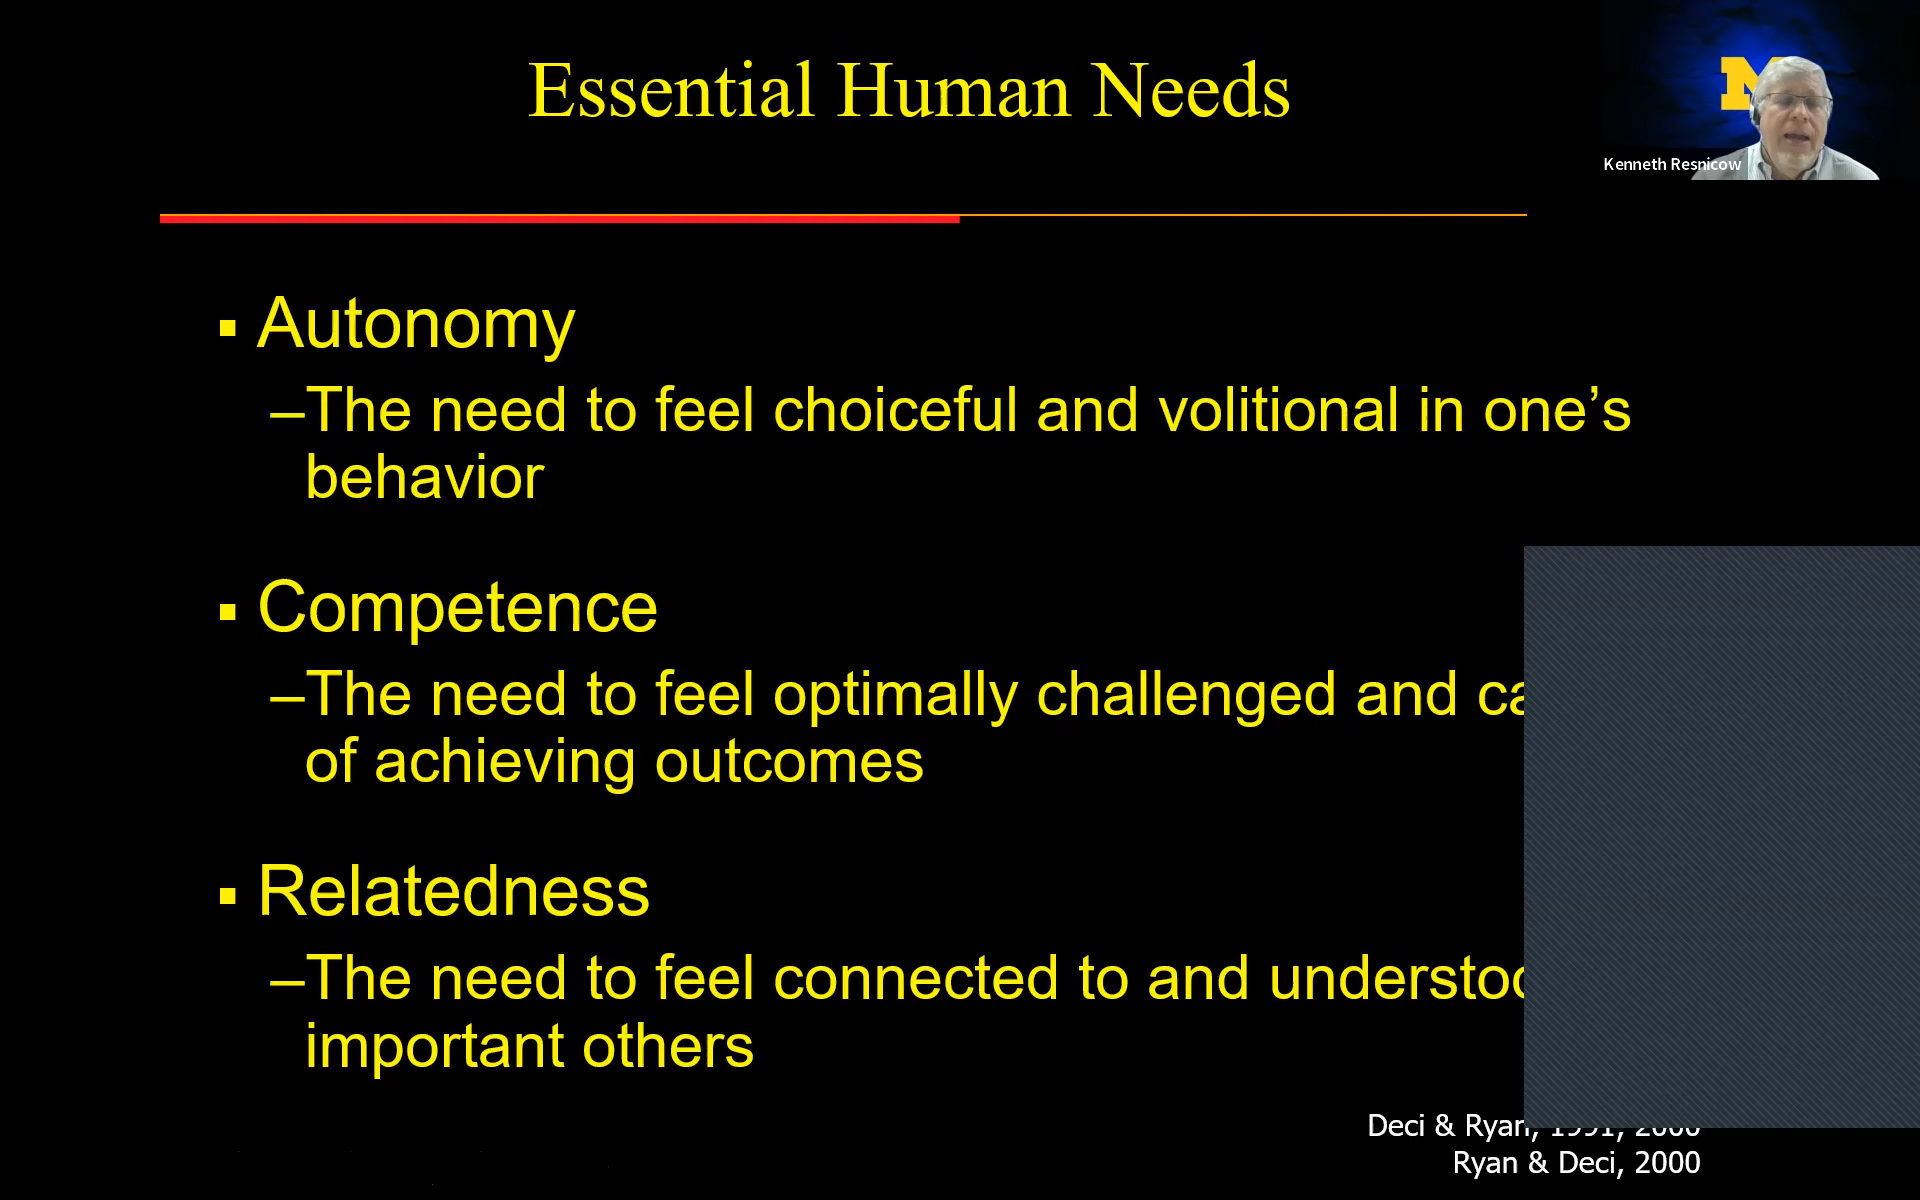 Essential Human Needs
M
Kenneth Resnicow
▪ Autonomy
–The need to feel choiceful and volitional in one’s
behavior
▪ Competence
–The need to feel optimally challenged and
of achieving outcomes
▪ Relatedness
–The need to feel connected to and
important others
Deci & Ryan, 1991, 2000
Ryan & Deci, 2000